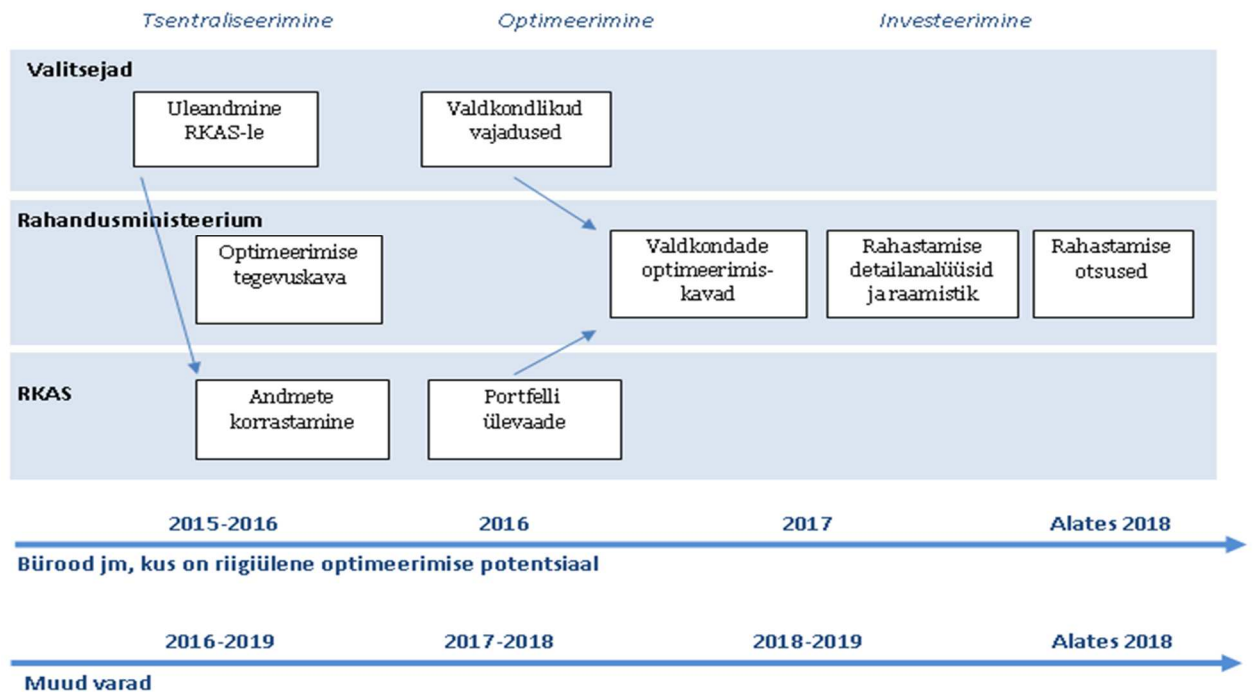 Tsentraliseerimine Optimeerimine Investeerimine
Valitsejad
Uleandmine
RKAS-le
Valdkondlikud
vajadused
Rahandusministeerium
Optimeerimise
tegevuskava
Valdkondade
optimeerimis-
kavad
Rahastamise
detailanalüüsid
ja raamistik
Rahastamise
otsused
RKAS
Andmete
korrastamine
Portfelli
ülevaade
2015-2016 2016 2017 Alates 2018
Bürood jm, kus on riigiülene optimeerimise potentsiaal
2016-2019 2017-2018 2018-2019 Alates 2018
Muud varad